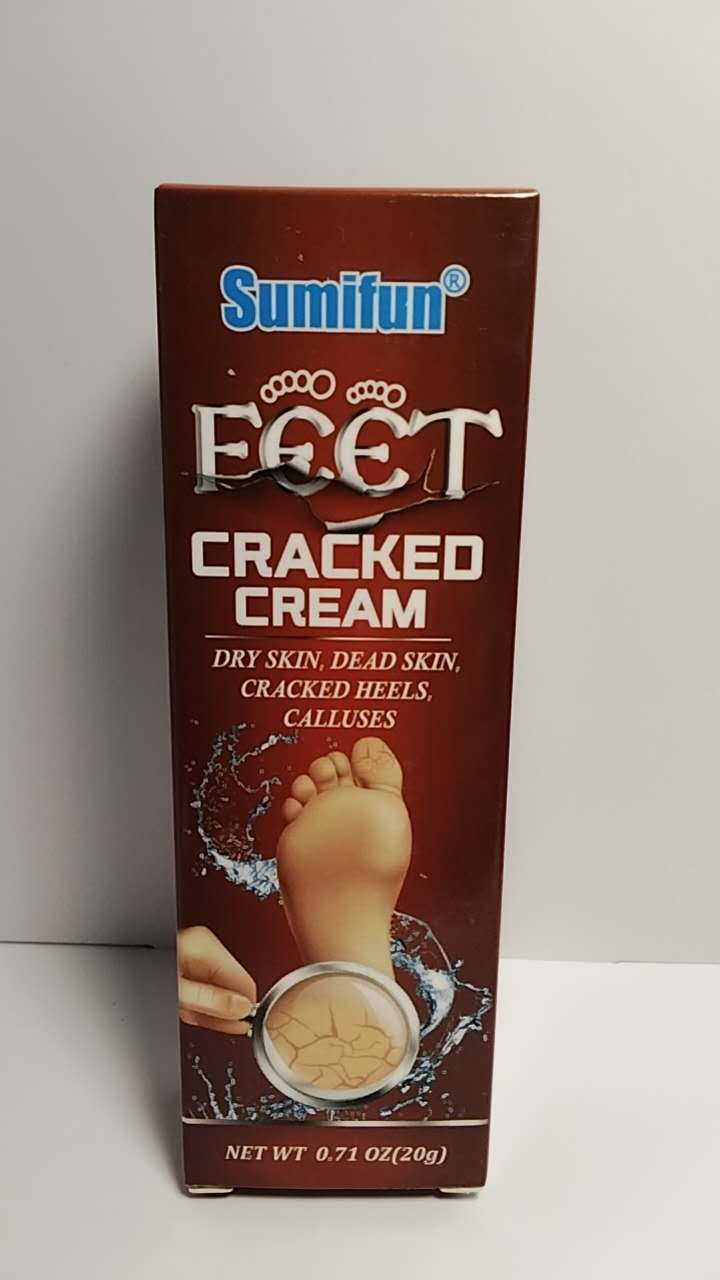 Sumifun®
FEET
CRACKED
CREAM
DRY SKIN, DEAD SKIN,
CRACKED HEELS,
CALLUSES
NET WT 0.71 OZ(20g)